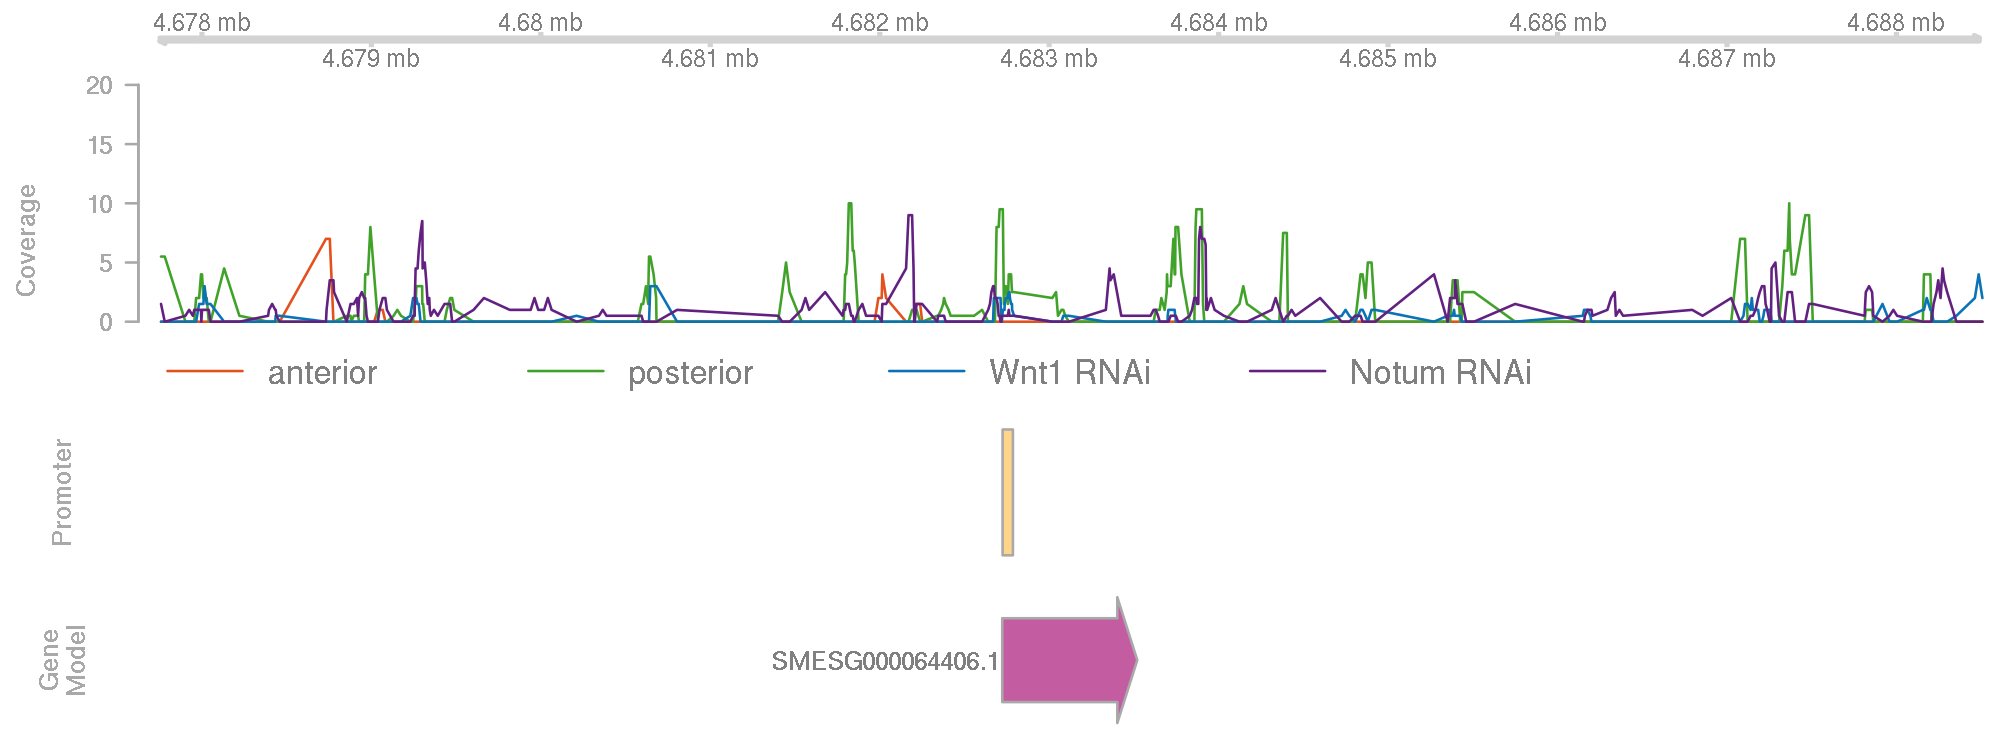 4.678 mb 4.68 mb 4.682 mb 4.684 mb 4.686 mb 4.688 mb
4.679 mb 4.681 mb 4.683 mb 4.685 mb 4.687 mb
20
15
10
5
0
Coverage
anterior posterior Wnt1 RNAi Notum RNAi
Promoter
Gene
Model
SMESG000064406.1